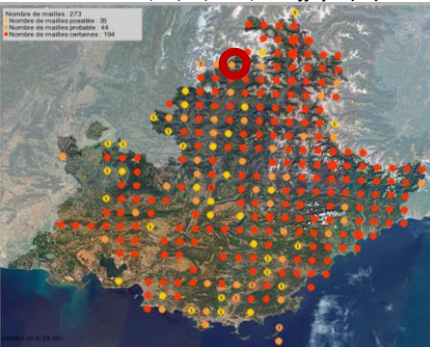 Nombre de mailles : 273
Nombre de mailles possible : 35
Nombre de mailles probable : 44
Nombre de mailles certaines : 194